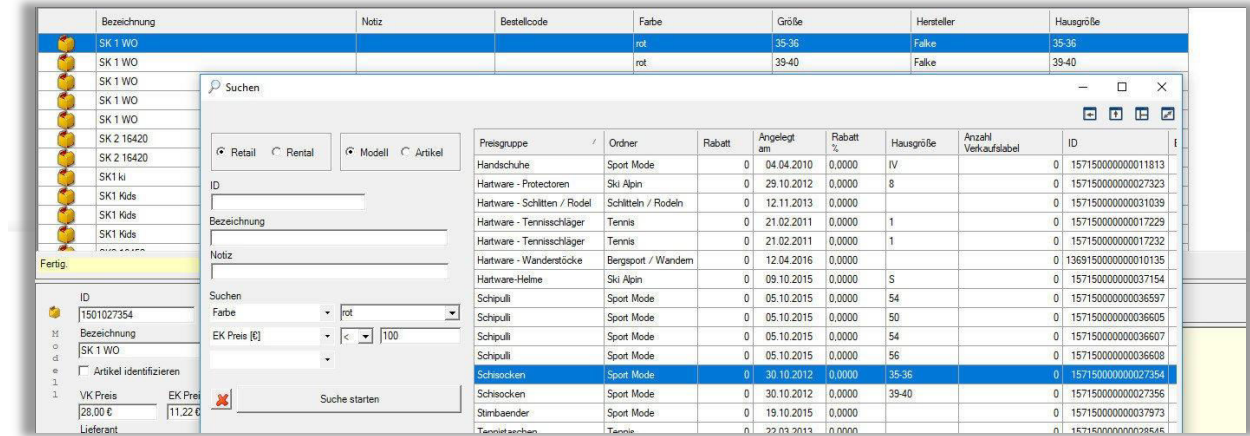 Bezeichnung Notiz Bestellcode Farbe Größe Hersteller Hausgröße
SK 1 WO rot 35-36 Falke 35-36
SK 1 WO rot 39-40 Falke 39-40
SK 1 WO
SK 1 WO
SK 1 WO
SK 2 16420
SK 2 16420
SK1 ki
SK1 Kids
SK1 Kids
SK1 Kids
Fertig.
ID
1501027354
Modell
Bezeichnung
SK 1 WO
Artikel identifizieren
VK Preis EK Prei
28,00 € 11,22 €
Lieferant
Suchen
Retail Rental Modell Artikel
ID
Bezeichnung
Notiz
Suchen
Farbe rot
EK Preis [€] < 100
Suche starten
Preisgruppe / Ordner Rabatt Angelegt am Rabatt % Hausgröße Anzahl Verkaufslabel ID E
Handschuhe Sport Mode 0 04.04.2010 0,0000 IV 0 157150000000011813
Hartware - Protectoren Ski Alpin 0 29.10.2012 0,0000 8 0 157150000000027323
Hartware - Schlitten / Rodel Schlitteln / Rodeln 0 12.11.2013 0,0000 0 157150000000031039
Hartware - Tennisschläger Tennis 0 21.02.2011 0,0000 1 0 157150000000017229
Hartware - Tennisschläger Tennis 0 21.02.2011 0,0000 1 0 157150000000017232
Hartware - Wanderstöcke Bergsport / Wandern 0 12.04.2016 0,0000 0 136915000000010135
Hartware-Helme Ski Alpin 0 09.10.2015 0,0000 S 0 157150000000037154
Schipulli Sport Mode 0 05.10.2015 0,0000 54 0 157150000000036597
Schipulli Sport Mode 0 05.10.2015 0,0000 50 0 157150000000036605
Schipulli Sport Mode 0 05.10.2015 0,0000 54 0 157150000000036607
Schipulli Sport Mode 0 05.10.2015 0,0000 56 0 157150000000036608
Schisocken Sport Mode 0 30.10.2012 0,0000 35-36 0 157150000000027354
Schisocken Sport Mode 0 30.10.2012 0,0000 39-40 0 157150000000027356
Stirnbaender Sport Mode 0 19.10.2015 0,0000 0 157150000000037973
Tennistaschen Tennis 0 22.03.2013 0,0000 0 157150000000028545